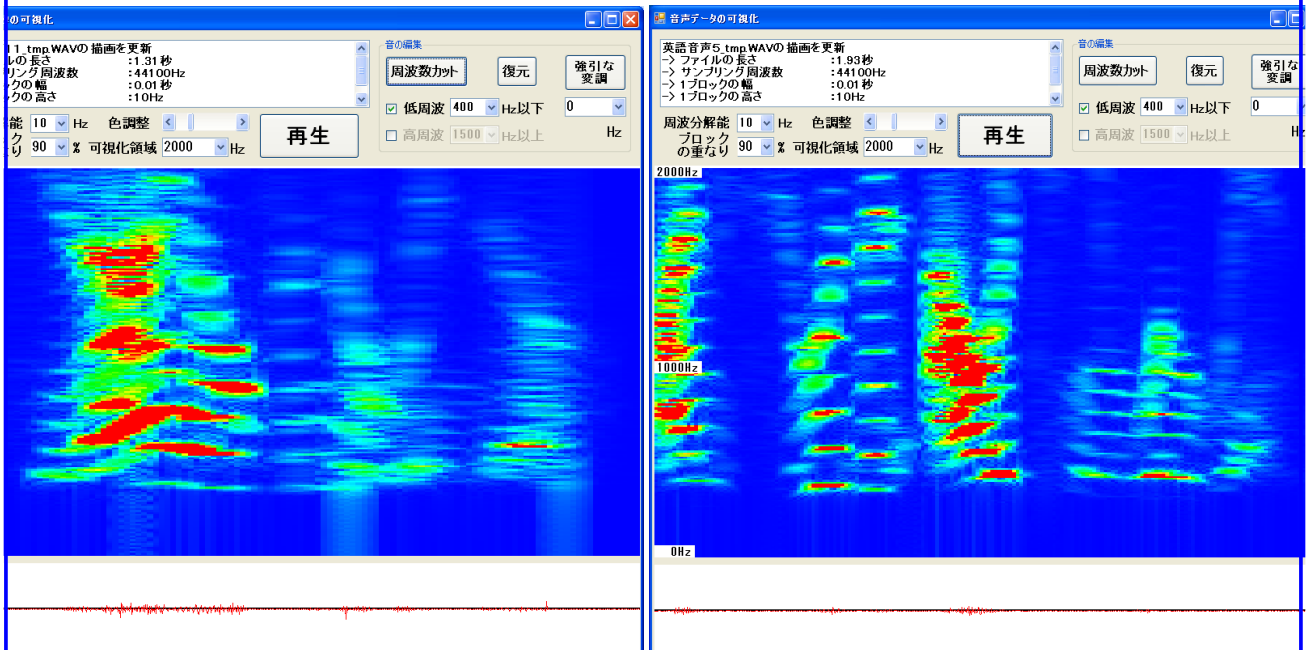 の可視化
11_tmp.WAVの 描画を更新
ルの 長さ :1.31 秒
リング 周波数 :44100Hz
クの 幅 :0.01 秒
クの 高さ :10Hz
音の編集
周波数カット 復元 強引な変調
低周波 400 Hz以下 0
高周波 1500 Hz以上 Hz
能 10 Hz 色調整
ク
り 90 % 可視化領域 2000 Hz
再生
音声データの可視化
英語音声5_tmp.WAVの 描画を更新
-> ファイルの 長さ :1.93秒
-> サンプリング 周波数 :44100Hz
-> 1ブロックの 幅 :0.01 秒
-> 1ブロックの 高さ :10Hz
音の編集
周波数カット 復元 強引な変調
低周波 400 Hz以下 0
高周波 1500 Hz以上 H
周波分解能 10 Hz 色調整
ブロック
の重なり 90 % 可視化領域 2000 Hz
再生
2000Hz
1000Hz
0Hz